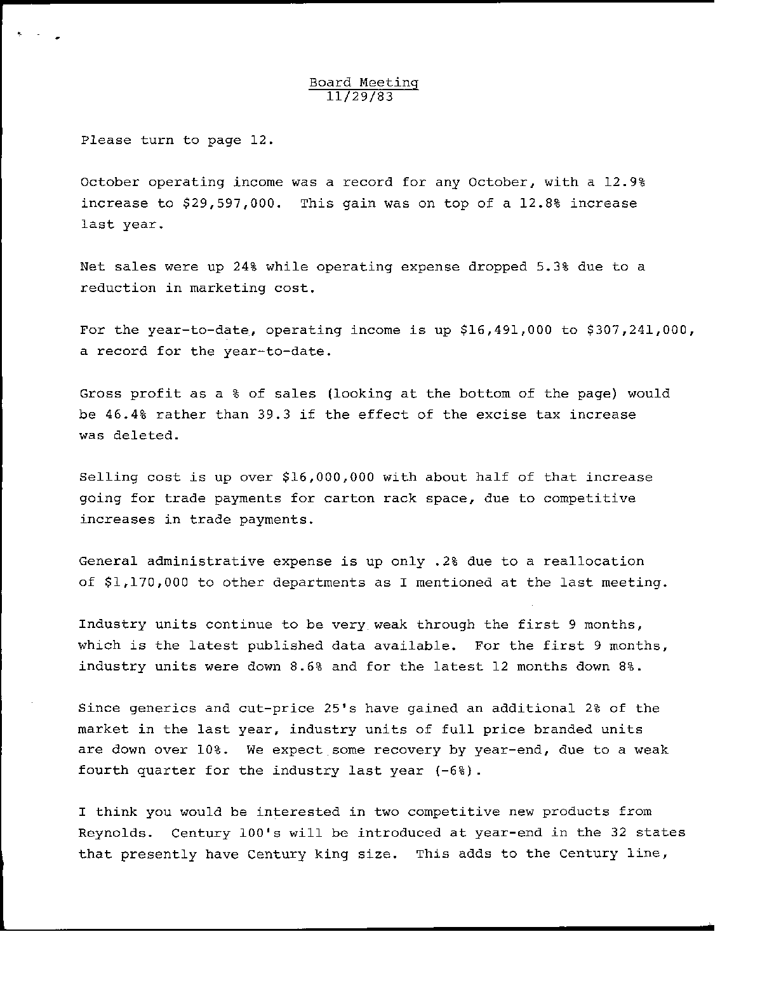 Board Meeting
11/29/83
Please turn to page 12.
October operating income was a record for any October, with a 12.9%
increase to $29,597,000. This gain was on top of a 12.8% increase
last year.
Net sales were up 24% while operating expense dropped 5.3% due to a
reduction in marketing cost.
For the year-to-date, operating income is up $16,491,000 to $307,241,000,
a record for the year-to-date.
Gross profit as a % of sales (looking at the bottom of the page) would
be 46.4% rather than 39.3 if the effect of the excise tax increase
was deleted.
Selling cost is up over $16,000,000 with about half of that increase
going for trade payments for carton rack space, due to competitive
increases in trade payments.
General administrative expense is up only .2% due to a reallocation
of $1,170,000 to other departments as I mentioned at the last meeting.
Industry units continue to be very weak through the first 9 months,
which is the latest published data available. For the first 9 months,
industry units were down 8.6% and for the latest 12 months down 8%.
Since generics and cut-price 25's have gained an additional 2% of the
market in the last year, industry units of full price branded units
are down over 10%. We expect some recovery by year-end, due to a weak
fourth quarter for the industry last year (-6%).
I think you would be interested in two competitive new products from
Reynolds. Century 100's will be introduced at year-end in the 32 states
that presently have Century king size. This adds to the Century line,